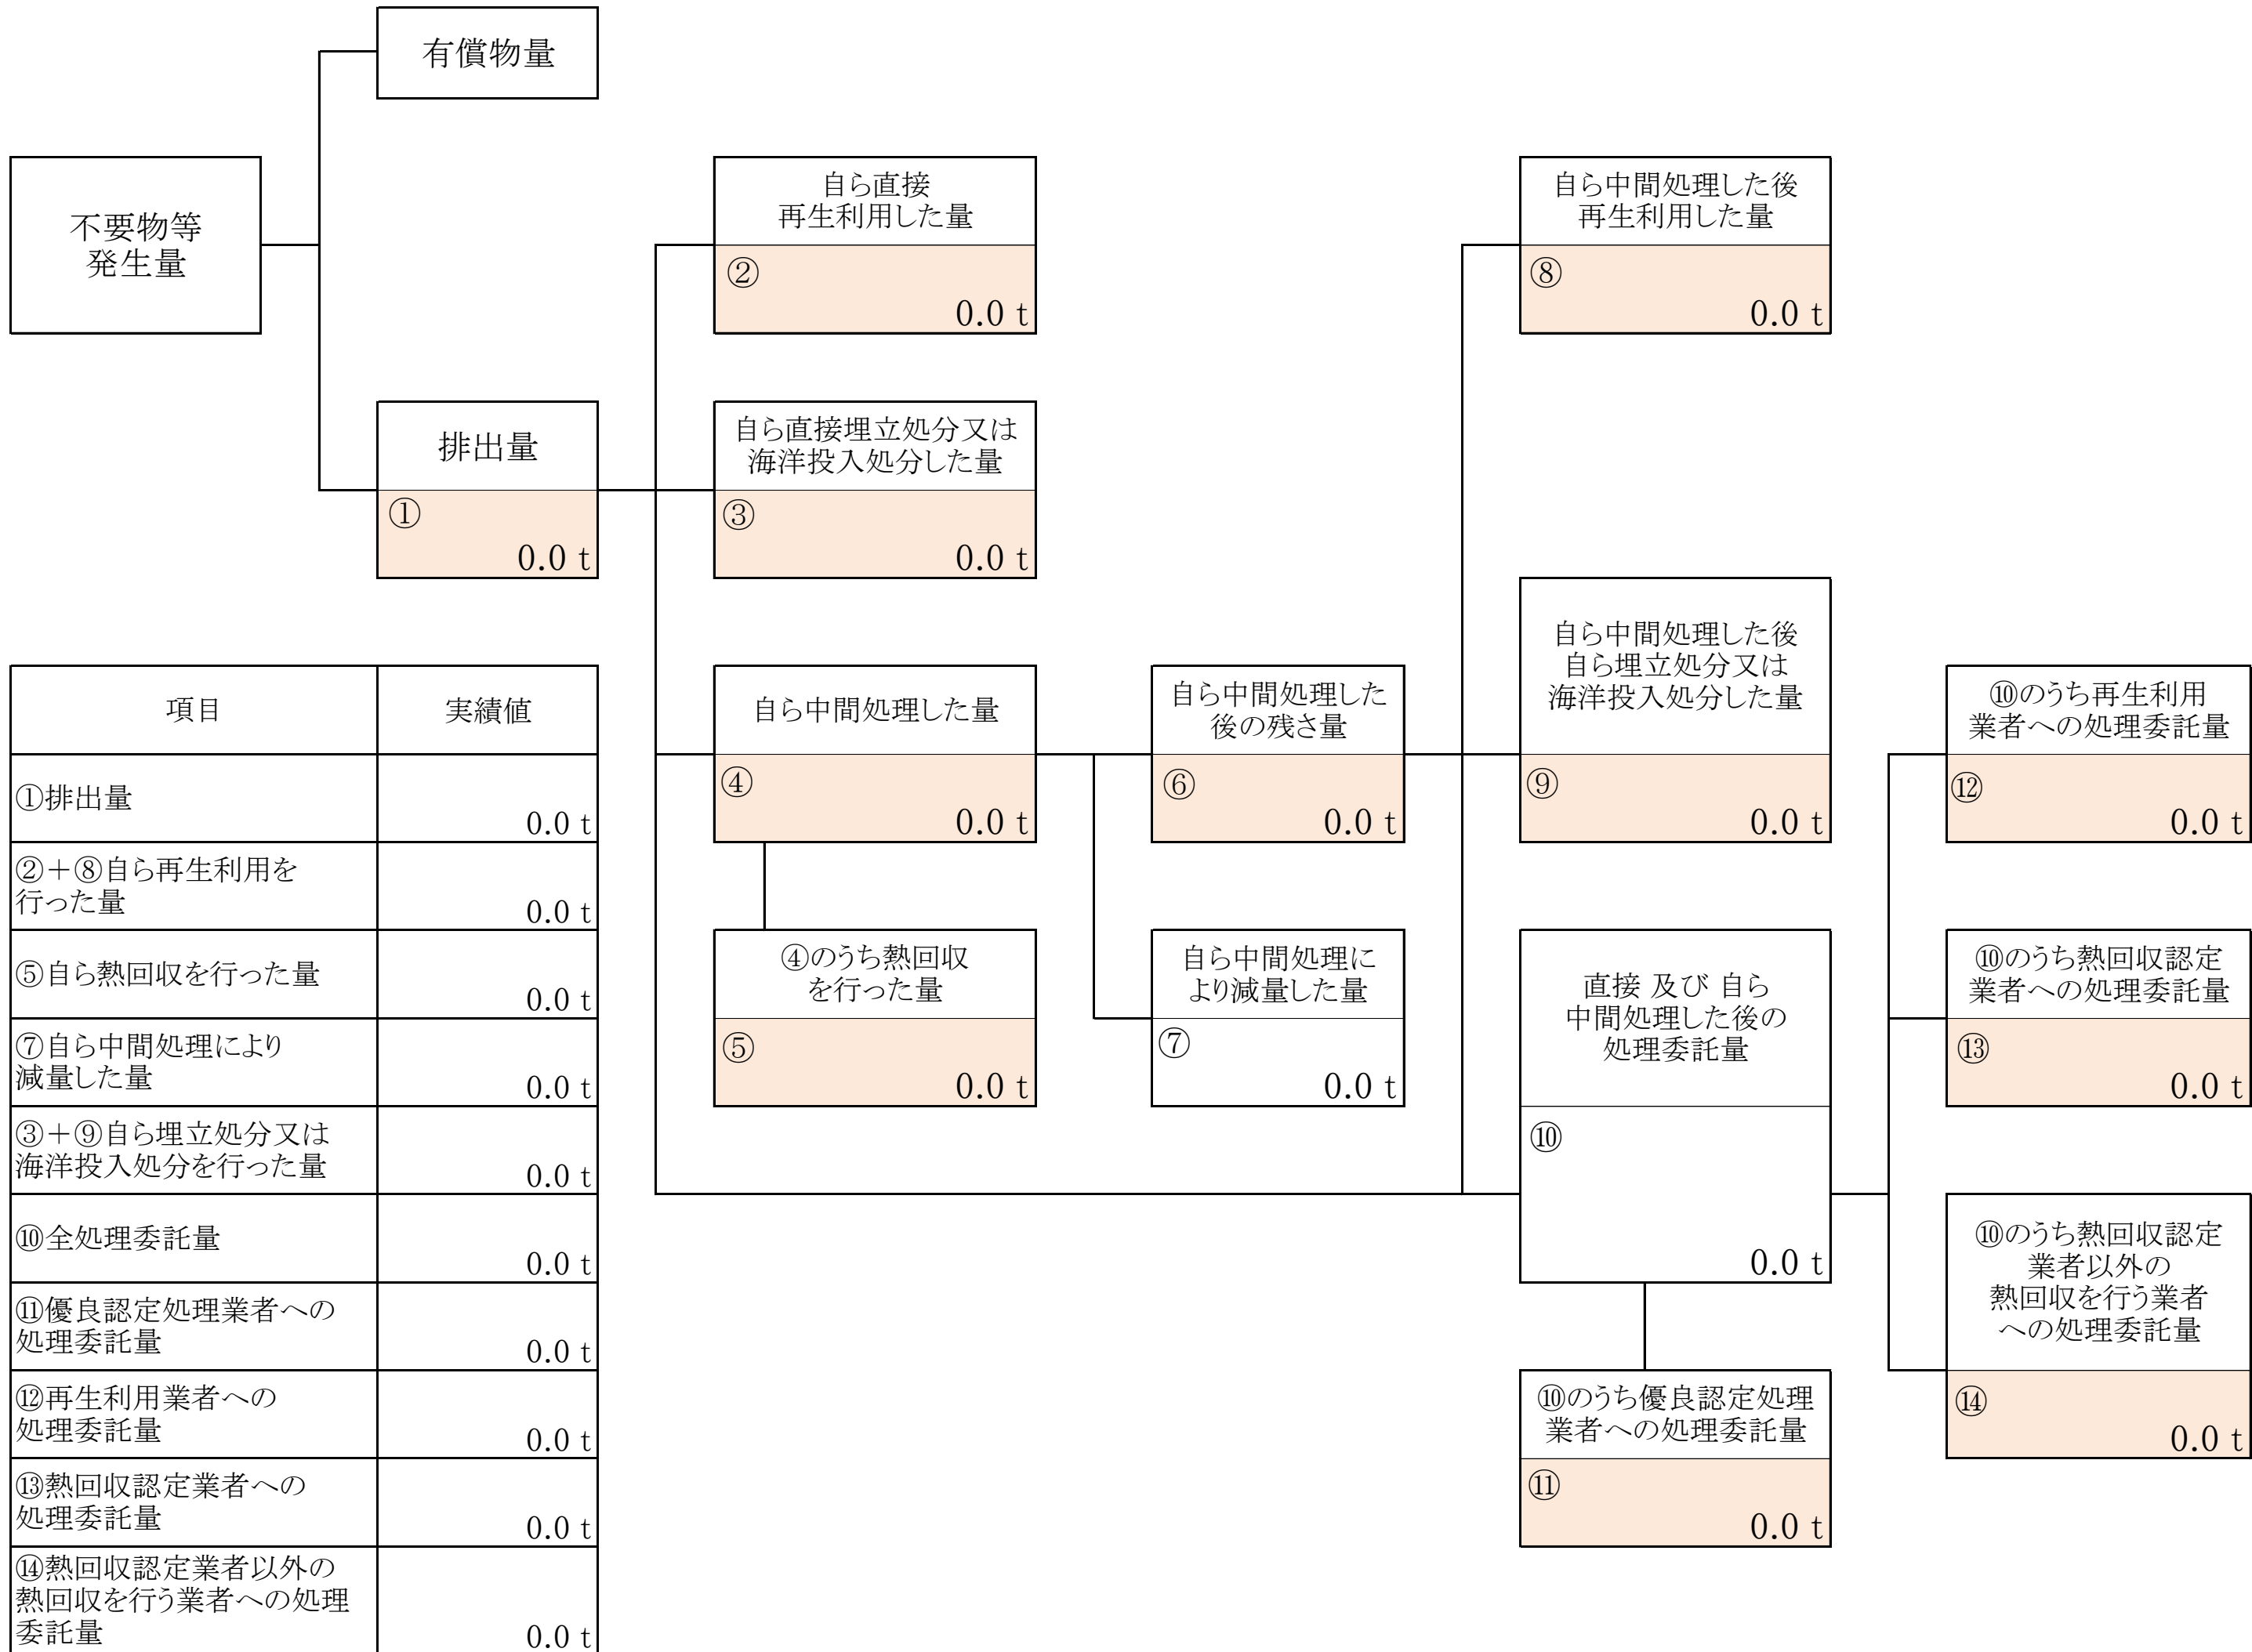 有償物量
不要物等
発生量
自ら直接
再生利用した量
②
0.0 t
自ら中間処理した後
再生利用した量
⑧
0.0 t
排出量
①
0.0 t
自ら直接埋立処分又は
海洋投入処分した量
③
0.0 t
自ら中間処理した量
④
0.0 t
自ら中間処理した
後の残さ量
⑥
0.0 t
自ら中間処理した後
自ら埋立処分又は
海洋投入処分した量
⑨
0.0 t
⑩のうち再生利用
業者への処理委託量
⑫
0.0 t
④のうち熱回収
を行った量
⑤
0.0 t
自ら中間処理に
より減量した量
⑦
0.0 t
直接 及び 自ら
中間処理した後の
処理委託量
⑩
0.0 t
⑩のうち熱回収認定
業者への処理委託量
⑬
0.0 t
⑩のうち熱回収認定
業者以外の
熱回収を行う業者
への処理委託量
⑭
0.0 t
⑩のうち優良認定処理
業者への処理委託量
⑪
0.0 t
項目 実績値
①排出量
0.0 t
②＋⑧自ら再生利用を
行った量
0.0 t
⑤自ら熱回収を行った量
0.0 t
⑦自ら中間処理により
減量した量
0.0 t
③＋⑨自ら埋立処分又は
海洋投入処分を行った量
0.0 t
⑩全処理委託量
0.0 t
⑪優良認定処理業者への
処理委託量
0.0 t
⑫再生利用業者への
処理委託量
0.0 t
⑬熱回収認定業者への
処理委託量
0.0 t
⑭熱回収認定業者以外の
熱回収を行う業者への処理
委託量
0.0 t